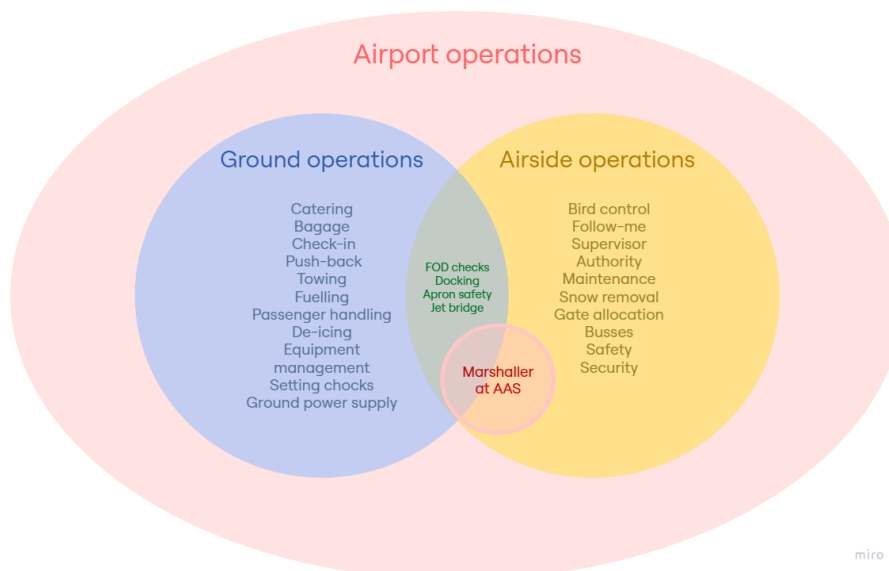 Airport operations
Ground operations
Catering
Bagage
Check-in
Push-back
Towing
Fuelling
Passenger handling
De-icing
Equipment
management
Setting chocks
Ground power supply
FOD checks
Docking
Apron safety
Jet bridge
Marshaller
at AAS
Airside operations
Bird control
Follow-me
Supervisor
Authority
Maintenance
Snow removal
Gate allocation
Busses
Safety
Security
miro